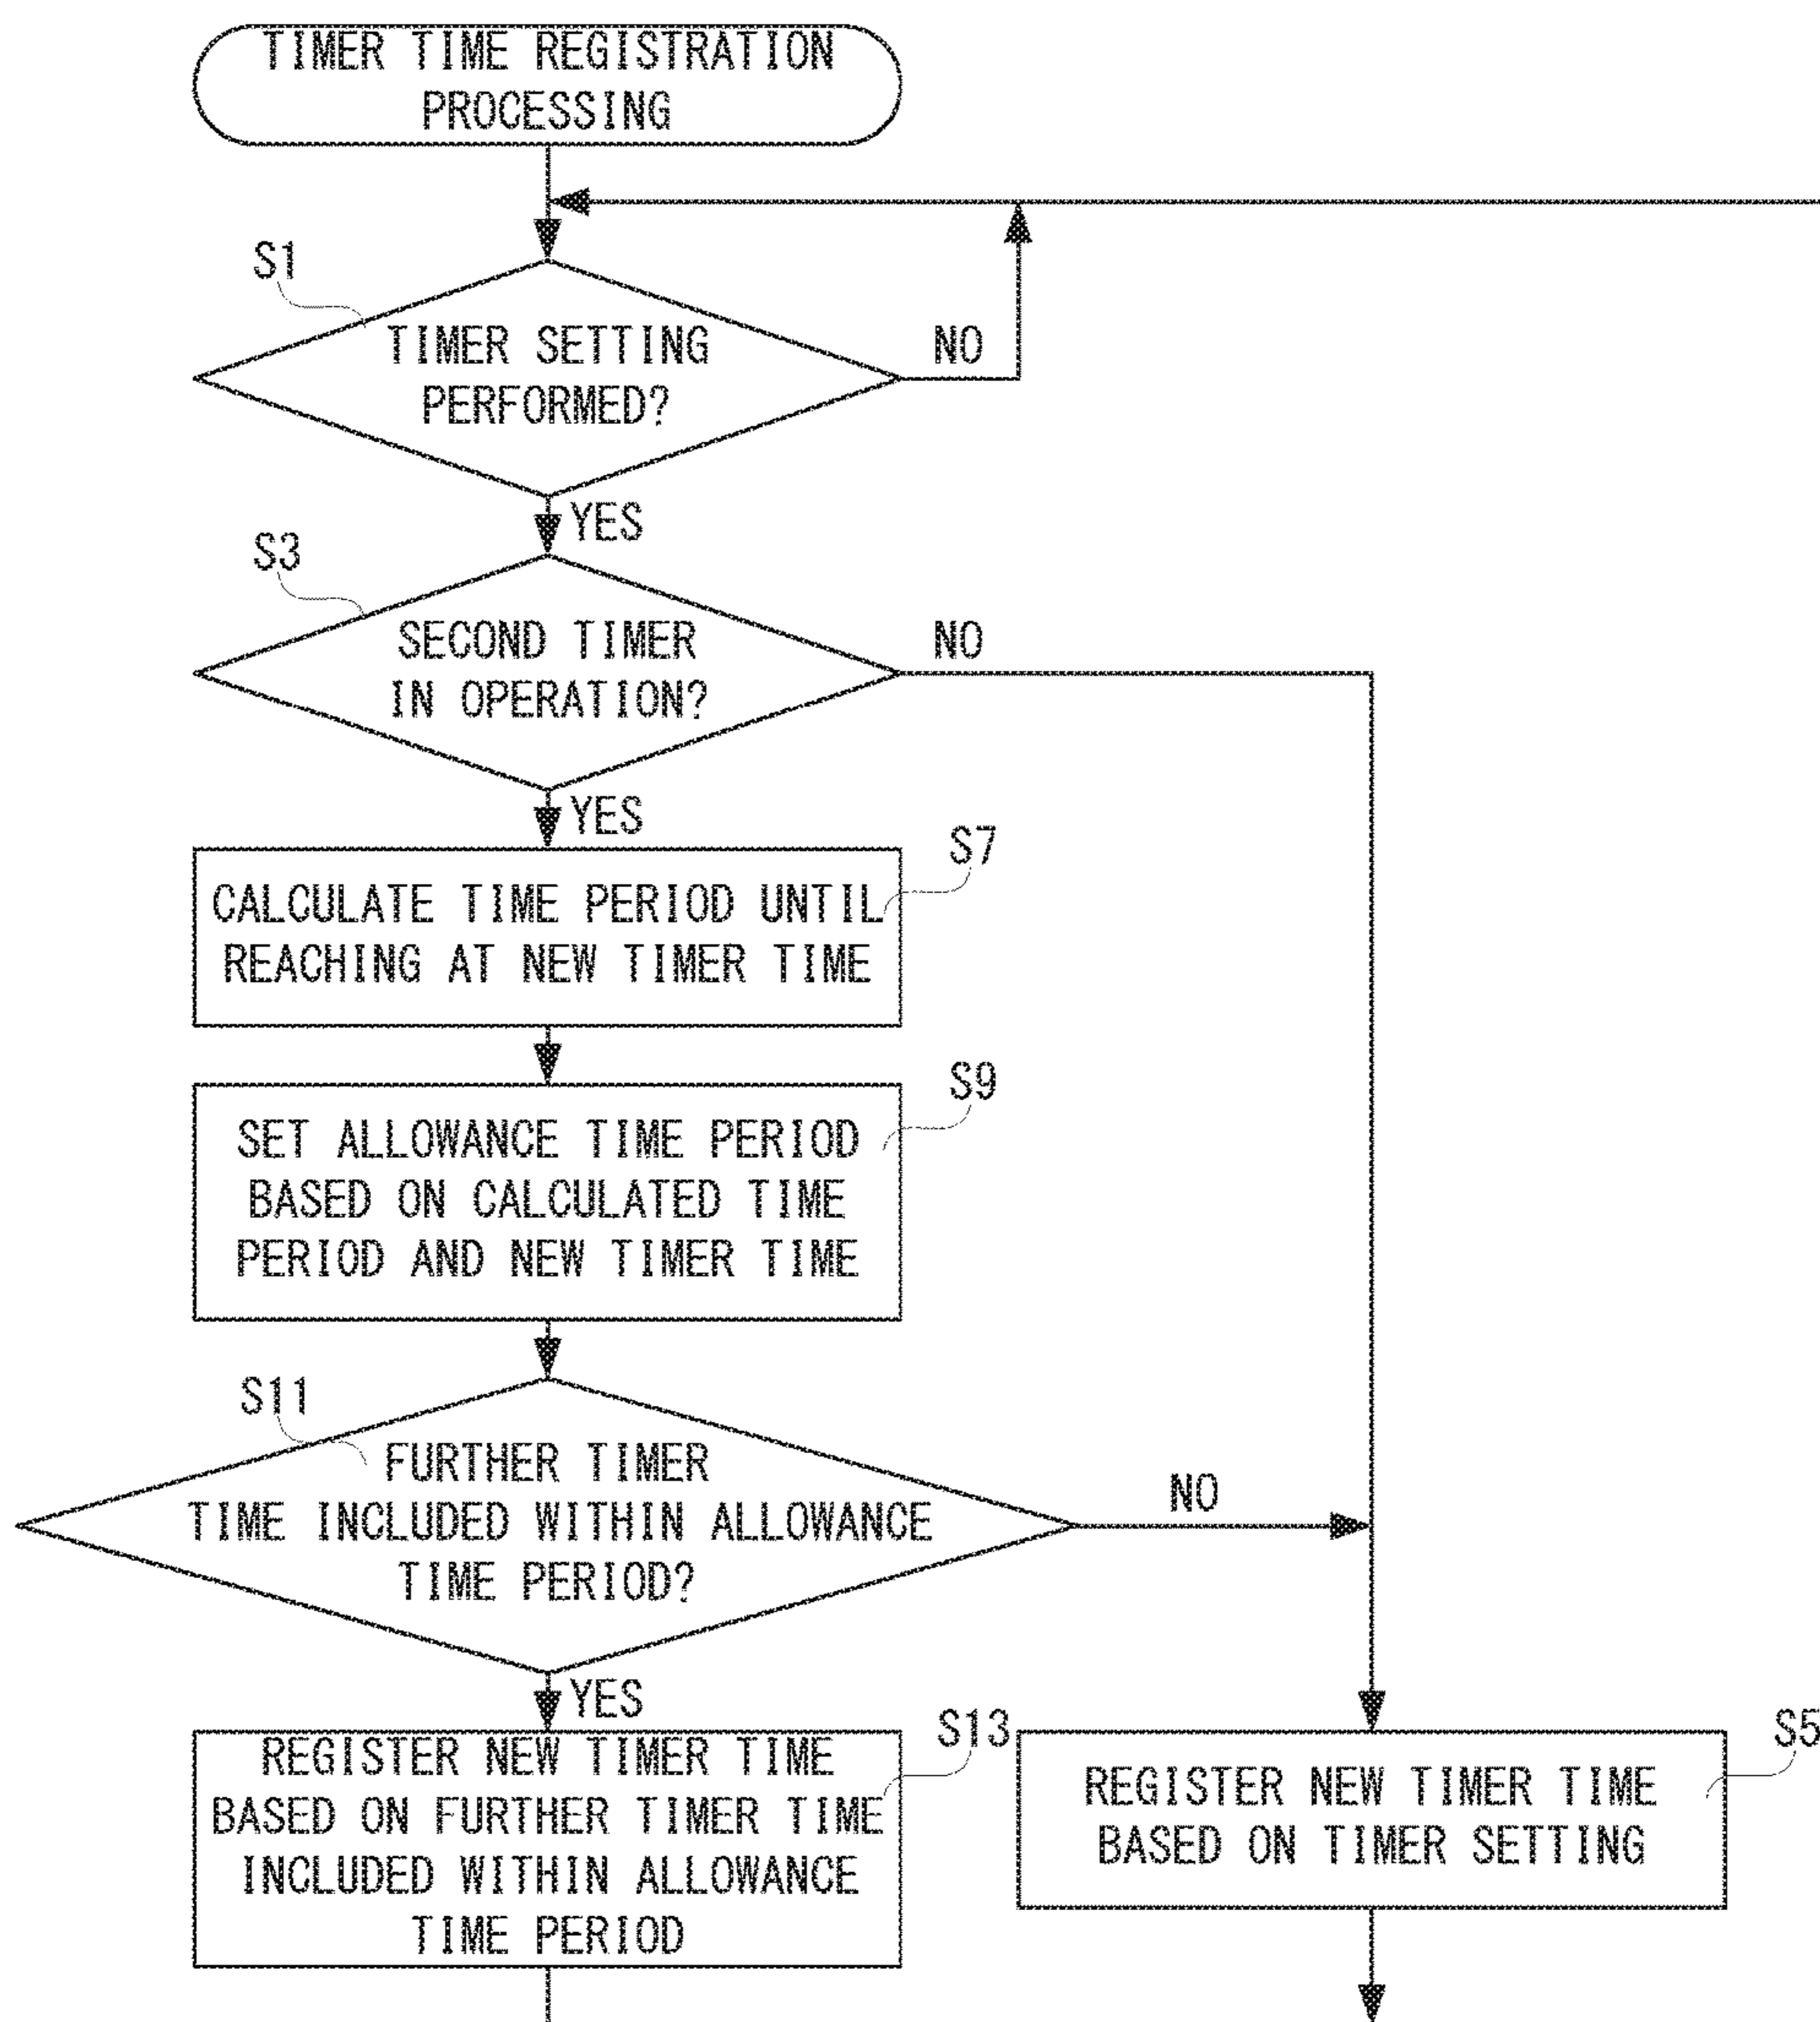 TIMER TIME REGISTRATION
PROCESSING
S1
TIMER SETTING
PERFORMED?
NO
YES
S3
SECOND TIMER
IN OPERATION?
NO
YES
S7
CALCULATE TIME PERIOD UNTIL
REACHING AT NEW TIMER TIME
S9
SET ALLOWANCE TIME PERIOD
BASED ON CALCULATED TIME
PERIOD AND NEW TIMER TIME
S11
FURTHER TIMER
TIME INCLUDED WITHIN ALLOWANCE
TIME PERIOD?
NO
YES
S13
REGISTER NEW TIMER TIME
BASED ON FURTHER TIMER TIME
INCLUDED WITHIN ALLOWANCE
TIME PERIOD
S5
REGISTER NEW TIMER TIME
BASED ON TIMER SETTING